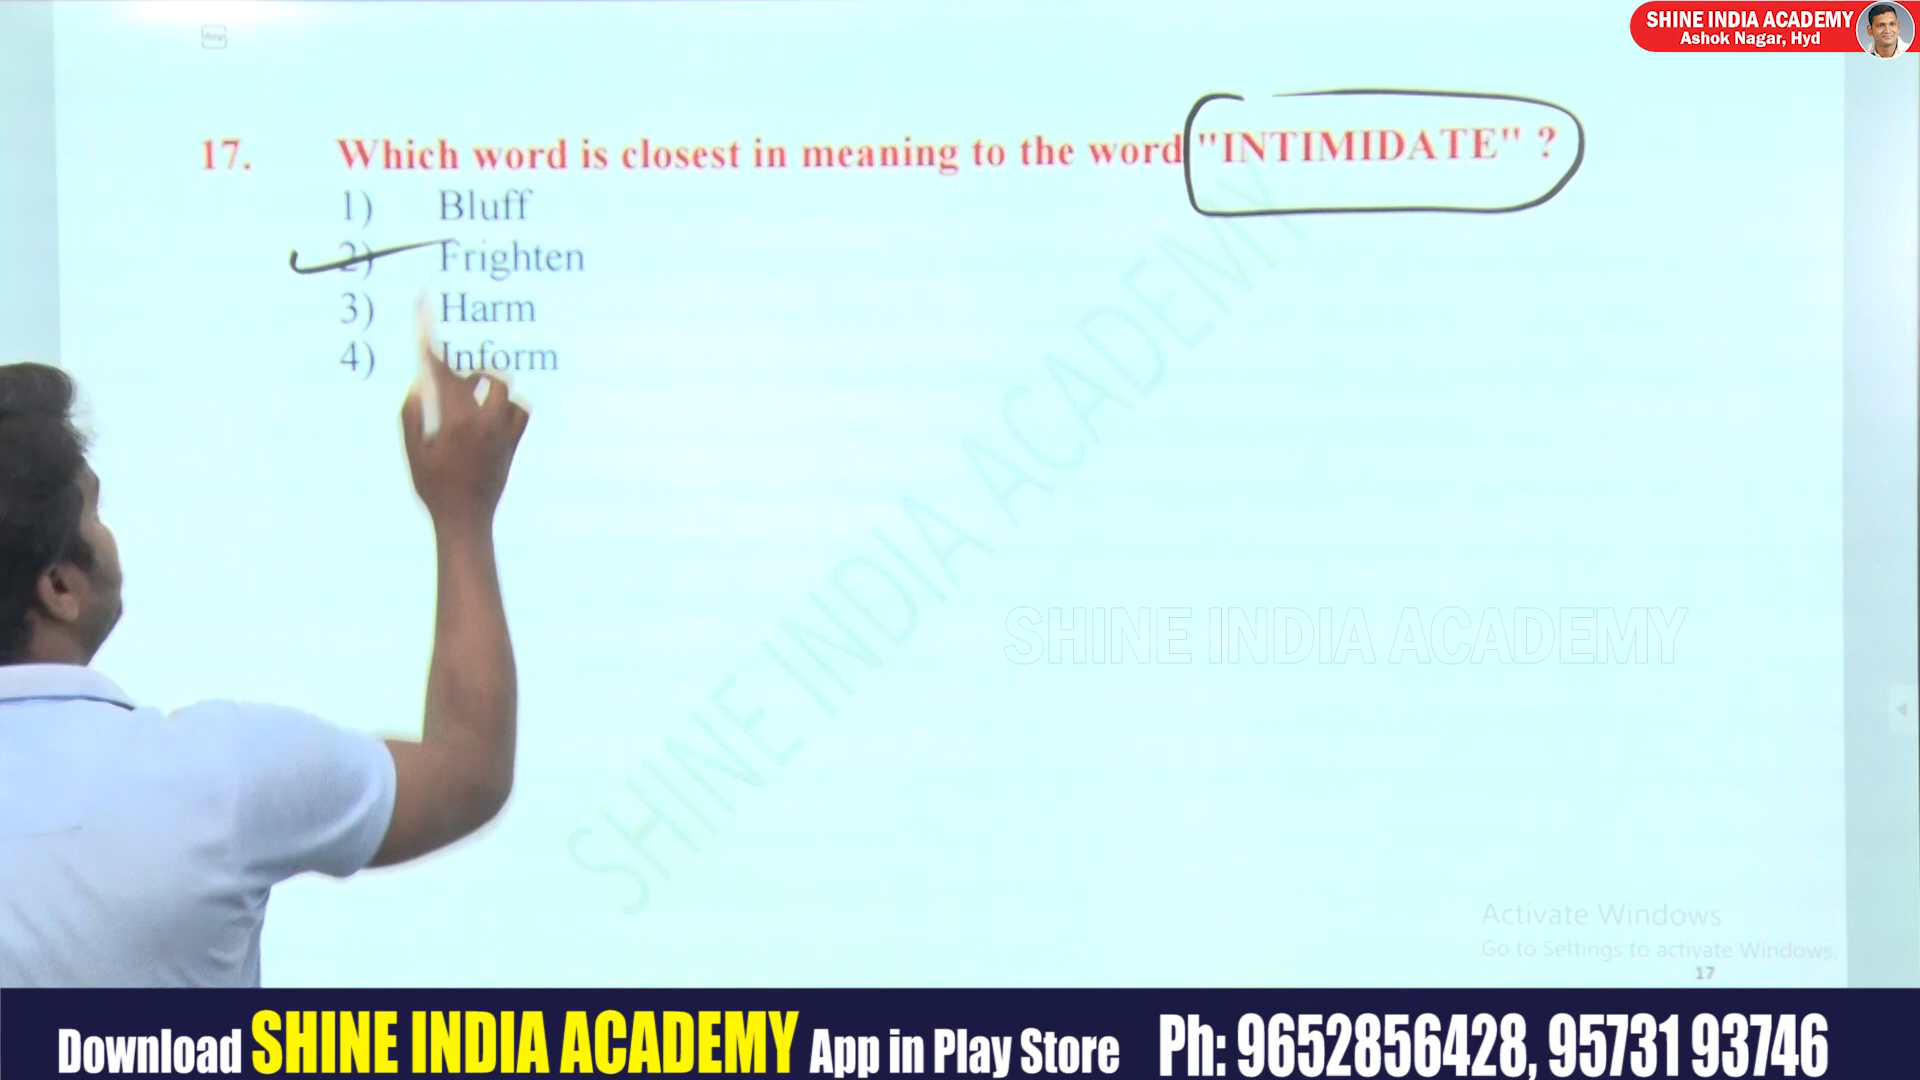 SHINE INDIA ACADEMY
Ashok Nagar, Hyd
17. Which word is closest in meaning to the word "INTIMIDATE" ?
1) Bluff
2) Frighten
3) Harm
4) Inform
SHINE INDIA ACADEMY
SHINE INDIA ACADEMY
Activate Windows
Go to Settings to activate Windows.
17
Download SHINE INDIA ACADEMY App in Play Store Ph: 9652856428, 95731 93746